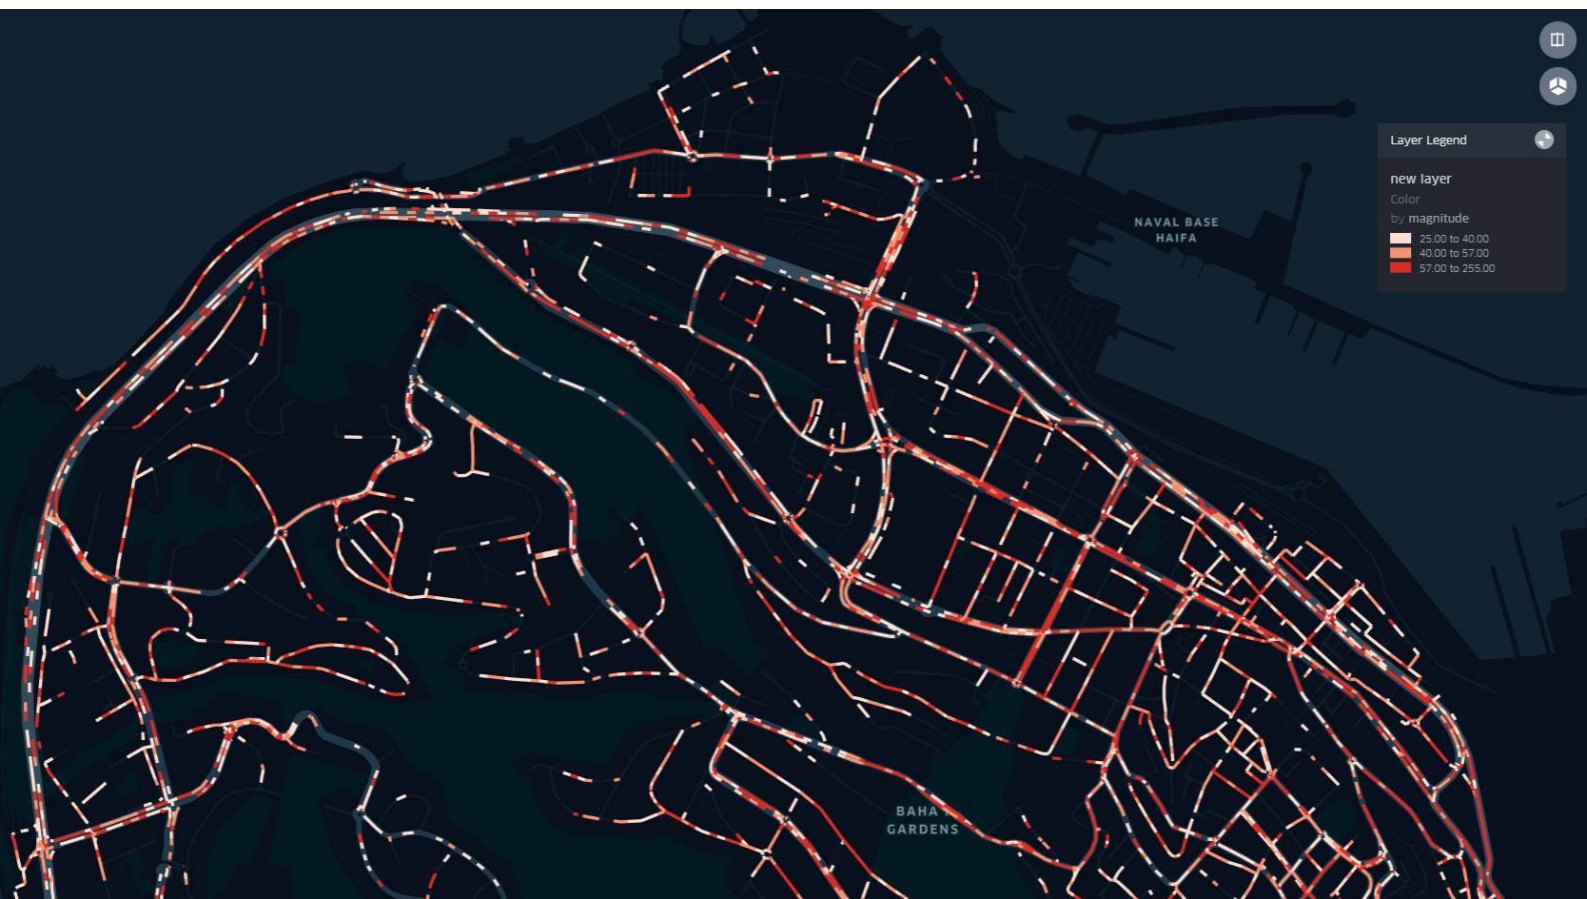 Layer Legend
new layer
Color
by magnitude
25.00 to 40.00
40.00 to 57.00
57.00 to 255.00
NAVAL BASE
HAIFA
BAHA
GARDENS